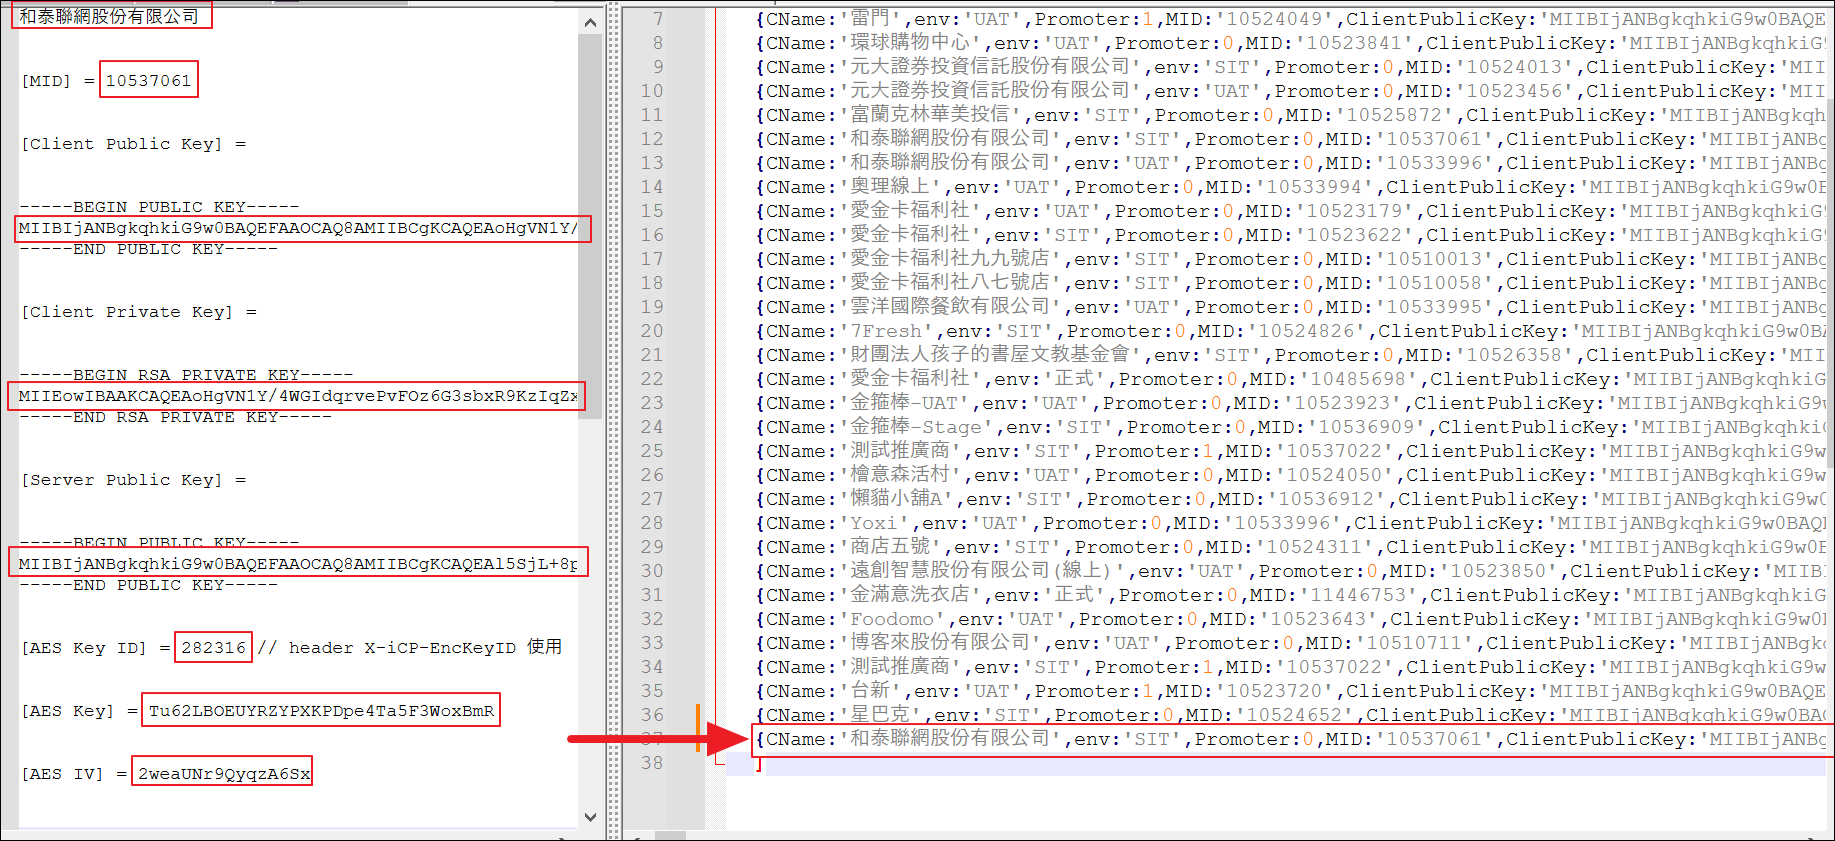 和泰聯網股份有限公司
[MID] = 10537061
[Client Public Key] =
-----BEGIN PUBLIC KEY-----
MIIBIjANBgkqhkiG9w0BAQEFAAOCAQ8AMIIBCgKCAQEAoHgVN1Y/
-----END PUBLIC KEY-----
[Client Private Key] =
-----BEGIN RSA PRIVATE KEY-----
MIIEowIBAAKCAQEAoHgVN1Y/4WGIdqrvePvFOz6G3sbxR9KzIqZx
-----END RSA PRIVATE KEY-----
[Server Public Key] =
-----BEGIN PUBLIC KEY-----
MIIBIjANBgkqhkiG9w0BAQEFAAOCAQ8AMIIBCgKCAQEAl5SjL+8p
-----END PUBLIC KEY-----
[AES Key ID] = 282316 // header X-iCP-EncKeyID 使用
[AES Key] = Tu62LBOEUYRZYPXKPDpe4Ta5F3WoxBmR
[AES IV] = 2weaUNr9QyqzA6Sx
7 {CName:'雷門',env:'UAT',Promoter:1,MID:'10524049',ClientPublicKey:'MIIBIjANBgkqhkiG9w0BAQE
8 {CName:'環球購物中心',env:'UAT',Promoter:0,MID:'10523841',ClientPublicKey:'MIIBIjANBgkqhkiG9
9 {CName:'元大證券投資信託股份有限公司',env:'SIT',Promoter:0,MID:'10524013',ClientPublicKey:'MII
10 {CName:'元大證券投資信託股份有限公司',env:'UAT',Promoter:0,MID:'10523456',ClientPublicKey:'MII
11 {CName:'富蘭克林華美投信',env:'SIT',Promoter:0,MID:'10525872',ClientPublicKey:'MIIBIjANBgkqh
12 {CName:'和泰聯網股份有限公司',env:'SIT',Promoter:0,MID:'10537061',ClientPublicKey:'MIIBIjANBg
13 {CName:'和泰聯網股份有限公司',env:'UAT',Promoter:0,MID:'10533996',ClientPublicKey:'MIIBIjANBg
14 {CName:'奧理線上',env:'UAT',Promoter:0,MID:'10533994',ClientPublicKey:'MIIBIjANBgkqhkiG9w0B
15 {CName:'愛金卡福利社',env:'UAT',Promoter:0,MID:'10523179',ClientPublicKey:'MIIBIjANBgkqhkiG9
16 {CName:'愛金卡福利社',env:'SIT',Promoter:0,MID:'10523622',ClientPublicKey:'MIIBIjANBgkqhkiG9
17 {CName:'愛金卡福利社九九號店',env:'SIT',Promoter:0,MID:'10510013',ClientPublicKey:'MIIBIjANBg
18 {CName:'愛金卡福利社八七號店',env:'SIT',Promoter:0,MID:'10510058',ClientPublicKey:'MIIBIjANBg
19 {CName:'雲洋國際餐飲有限公司',env:'UAT',Promoter:0,MID:'10533995',ClientPublicKey:'MIIBIjANBg
20 {CName:'7Fresh',env:'SIT',Promoter:0,MID:'10524826',ClientPublicKey:'MIIBIjANBgkqhkiG9w0BA
21 {CName:'財團法人孩子的書屋文教基金會',env:'SIT',Promoter:0,MID:'10526358',ClientPublicKey:'MII
22 {CName:'愛金卡福利社',env:'正式',Promoter:0,MID:'10485698',ClientPublicKey:'MIIBIjANBgkqhkiG
23 {CName:'金箍棒-UAT',env:'UAT',Promoter:0,MID:'10523923',ClientPublicKey:'MIIBIjANBgkqhkiG9w
24 {CName:'金箍棒-Stage',env:'SIT',Promoter:0,MID:'10536909',ClientPublicKey:'MIIBIjANBgkqhkiG
25 {CName:'測試推廣商',env:'SIT',Promoter:1,MID:'10537022',ClientPublicKey:'MIIBIjANBgkqhkiG9w
26 {CName:'檜意森活村',env:'UAT',Promoter:0,MID:'10524050',ClientPublicKey:'MIIBIjANBgkqhkiG9w
27 {CName:'懶貓小舖A',env:'SIT',Promoter:0,MID:'10536912',ClientPublicKey:'MIIBIjANBgkqhkiG9w0
28 {CName:'Yoxi',env:'UAT',Promoter:0,MID:'10533996',ClientPublicKey:'MIIBIjANBgkqhkiG9w0BAQE
29 {CName:'商店五號',env:'SIT',Promoter:0,MID:'10524311',ClientPublicKey:'MIIBIjANBgkqhkiG9w0B
30 {CName:'遠創智慧股份有限公司(線上)',env:'UAT',Promoter:0,MID:'10523850',ClientPublicKey:'MIIBI
31 {CName:'金滿意洗衣店',env:'正式',Promoter:0,MID:'11446753',ClientPublicKey:'MIIBIjANBgkqhkiG
32 {CName:'Foodomo',env:'UAT',Promoter:0,MID:'10523643',ClientPublicKey:'MIIBIjANBgkqhkiG9w0B
33 {CName:'博客來股份有限公司',env:'UAT',Promoter:0,MID:'10510711',ClientPublicKey:'MIIBIjANBgkq
34 {CName:'測試推廣商',env:'SIT',Promoter:1,MID:'10537022',ClientPublicKey:'MIIBIjANBgkqhkiG9w
35 {CName:'台新',env:'UAT',Promoter:1,MID:'10523720',ClientPublicKey:'MIIBIjANBgkqhkiG9w0BAQE
36 {CName:'星巴克',env:'SIT',Promoter:0,MID:'10524652',ClientPublicKey:'MIIBIjANBgkqhkiG9w0BA
37 {CName:'和泰聯網股份有限公司',env:'SIT',Promoter:0,MID:'10537061',ClientPublicKey:'MIIBIjANBg
38 ]